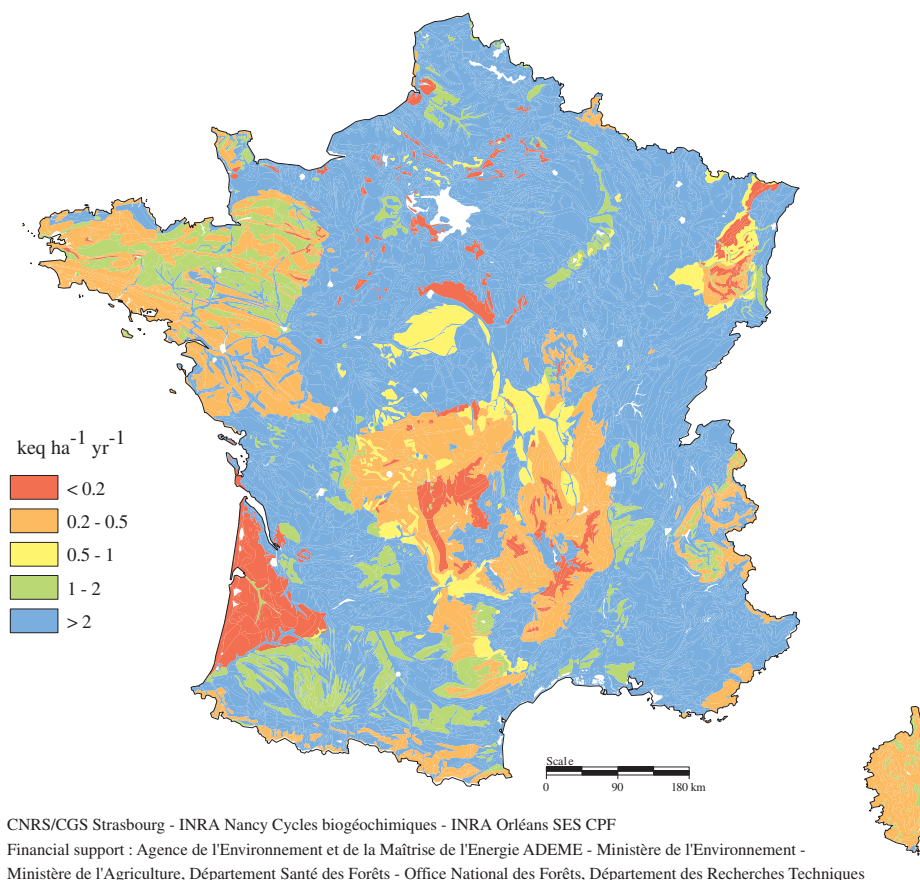 keq ha⁻¹ yr⁻¹
< 0.2
0.2 - 0.5
0.5 - 1
1 - 2
> 2
Scale
0 90 180 km
CNRS/CGS Strasbourg - INRA Nancy Cycles biogéochimiques - INRA Orléans SES CPF
Financial support : Agence de l'Environnement et de la Maîtrise de l'Energie ADEME - Ministère de l'Environnement -
Ministère de l'Agriculture, Département Santé des Forêts - Office National des Forêts, Département des Recherches Techniques